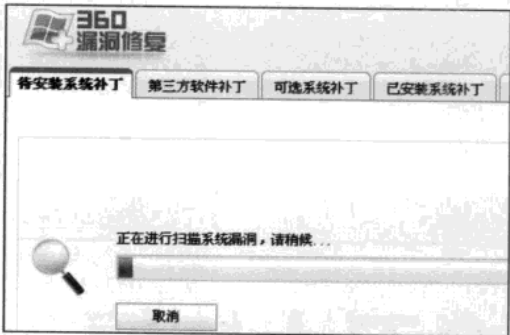 360
漏洞修复
待安装系统补丁 第三方软件补丁 可选系统补丁 已安装系统补丁
正在进行扫描系统漏洞，请稍候...
取消